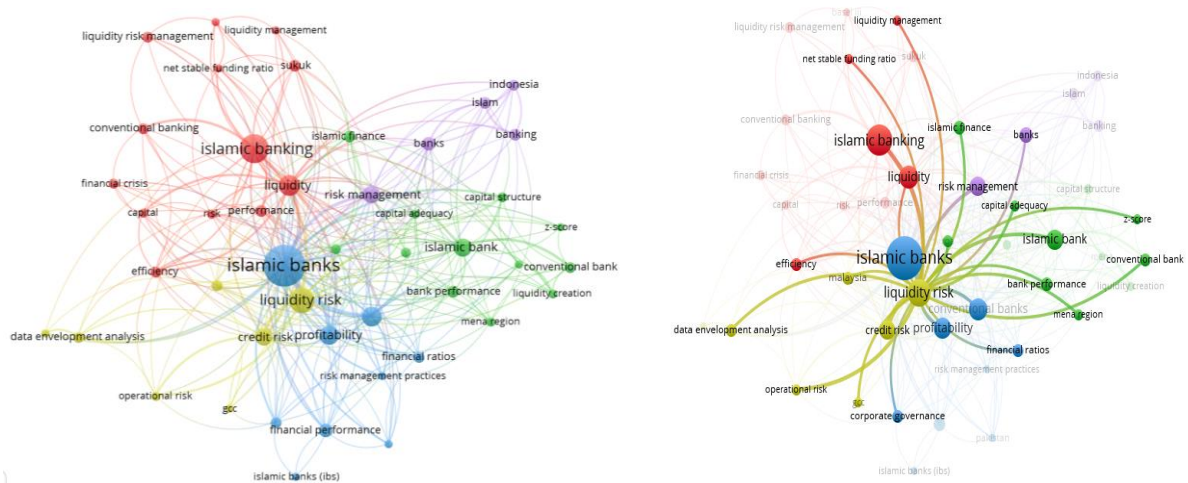 liquidity management
liquidity risk management
net stable funding ratio
sukuk
indonesia
islam
conventional banking
islamic finance
banking
banks
islamic banking
liquidity
financial crisis
risk management
capital structure
capital
risk
performance
capital adequacy
z-score
islamic bank
efficiency
islamic banks
conventional bank
bank performance
liquidity creation
liquidity risk
mena region
data envelopment analysis
credit risk
profitability
financial ratios
risk management practices
operational risk
gcc
financial performance
islamic banks (ibs)
liquidity management
liquidity risk management
net stable funding ratio
sukuk
indonesia
islam
conventional banking
islamic finance
banks
banking
islamic banking
liquidity
financial crisis
risk management
capital structure
capital
risk
performance
capital adequacy
z-score
islamic bank
islamic banks
efficiency
conventional bank
malaysia
bank performance
liquidity creation
liquidity risk
conventional banks
mena region
data envelopment analysis
credit risk
profitability
financial ratios
risk management practices
operational risk
gcc
corporate governance
pakistan
islamic banks (ibs)